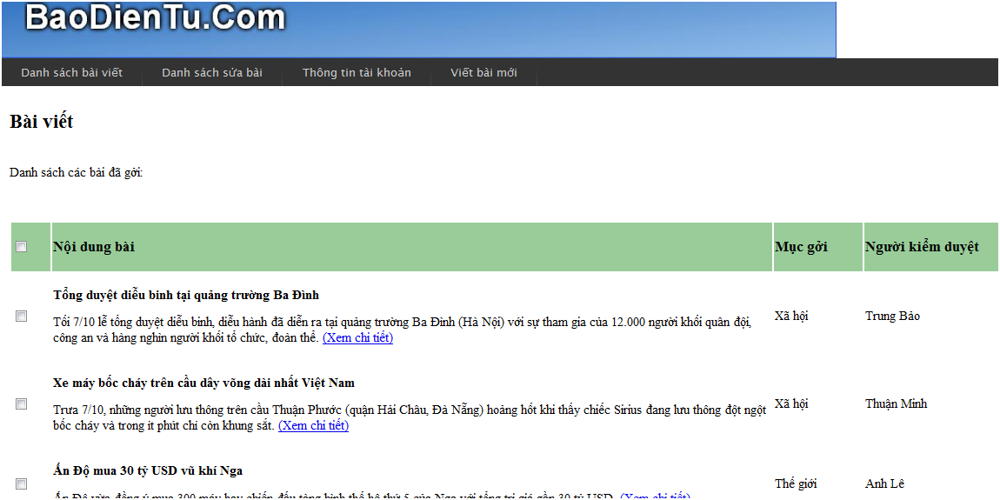 BaoDienTu.Com
Danh sách bài viết Danh sách sửa bài Thông tin tài khoản Viết bài mới
Bài viết
Danh sách các bài đã gởi:
Nội dung bài Mục gởi Người kiểm duyệt
Tổng duyệt diễu binh tại quảng trường Ba Đình
Tối 7/10 lễ tổng duyệt diễu binh, diễu hành đã diễn ra tại quảng trường Ba Đình (Hà Nội) với sự tham gia của 12.000 người khối quân đội,
công an và hàng nghìn người khối tổ chức, đoàn thể. (Xem chi tiết)
Xã hội Trung Bảo
Xe máy bốc cháy trên cầu dây võng dài nhất Việt Nam
Trưa 7/10, những người lưu thông trên cầu Thuận Phước (quận Hải Châu, Đà Nẵng) hoảng hốt khi thấy chiếc Sirius đang lưu thông đột ngột
bốc cháy và trong ít phút chỉ còn khung sắt. (Xem chi tiết)
Xã hội Thuận Minh
Ấn Độ mua 30 tỷ USD vũ khí Nga
Ấn Độ vừa đồng ý mua 300 máy bay chiến đấu tàng hình thế hệ thứ 5 của Nga với tổng trị giá gần 30 tỷ USD. (Xem chi tiết)
Thế giới Anh Lê